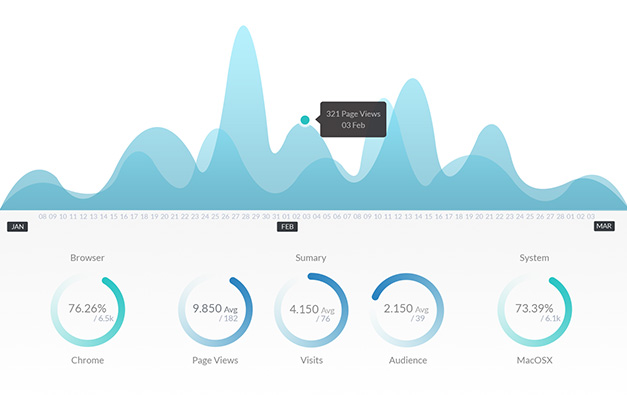 321 Page Views
03 Feb
08 09 10 11 12 13 14 15 16 17 18 19 20 21 22 23 24 25 26 27 28 29 30 31 01 02 03 04 05 06 07 08 09 10 11 12 13 14 15 16 17 18 19 20 21 22 23 24 25 26 27 28 01 02 03
JAN FEB MAR
Browser Sumary System
76.26% 9.850 Avg 4.150 Avg 2.150 Avg 73.39%
/ 6.5k / 182 / 76 / 39 / 6.1k
Chrome Page Views Visits Audience MacOSX